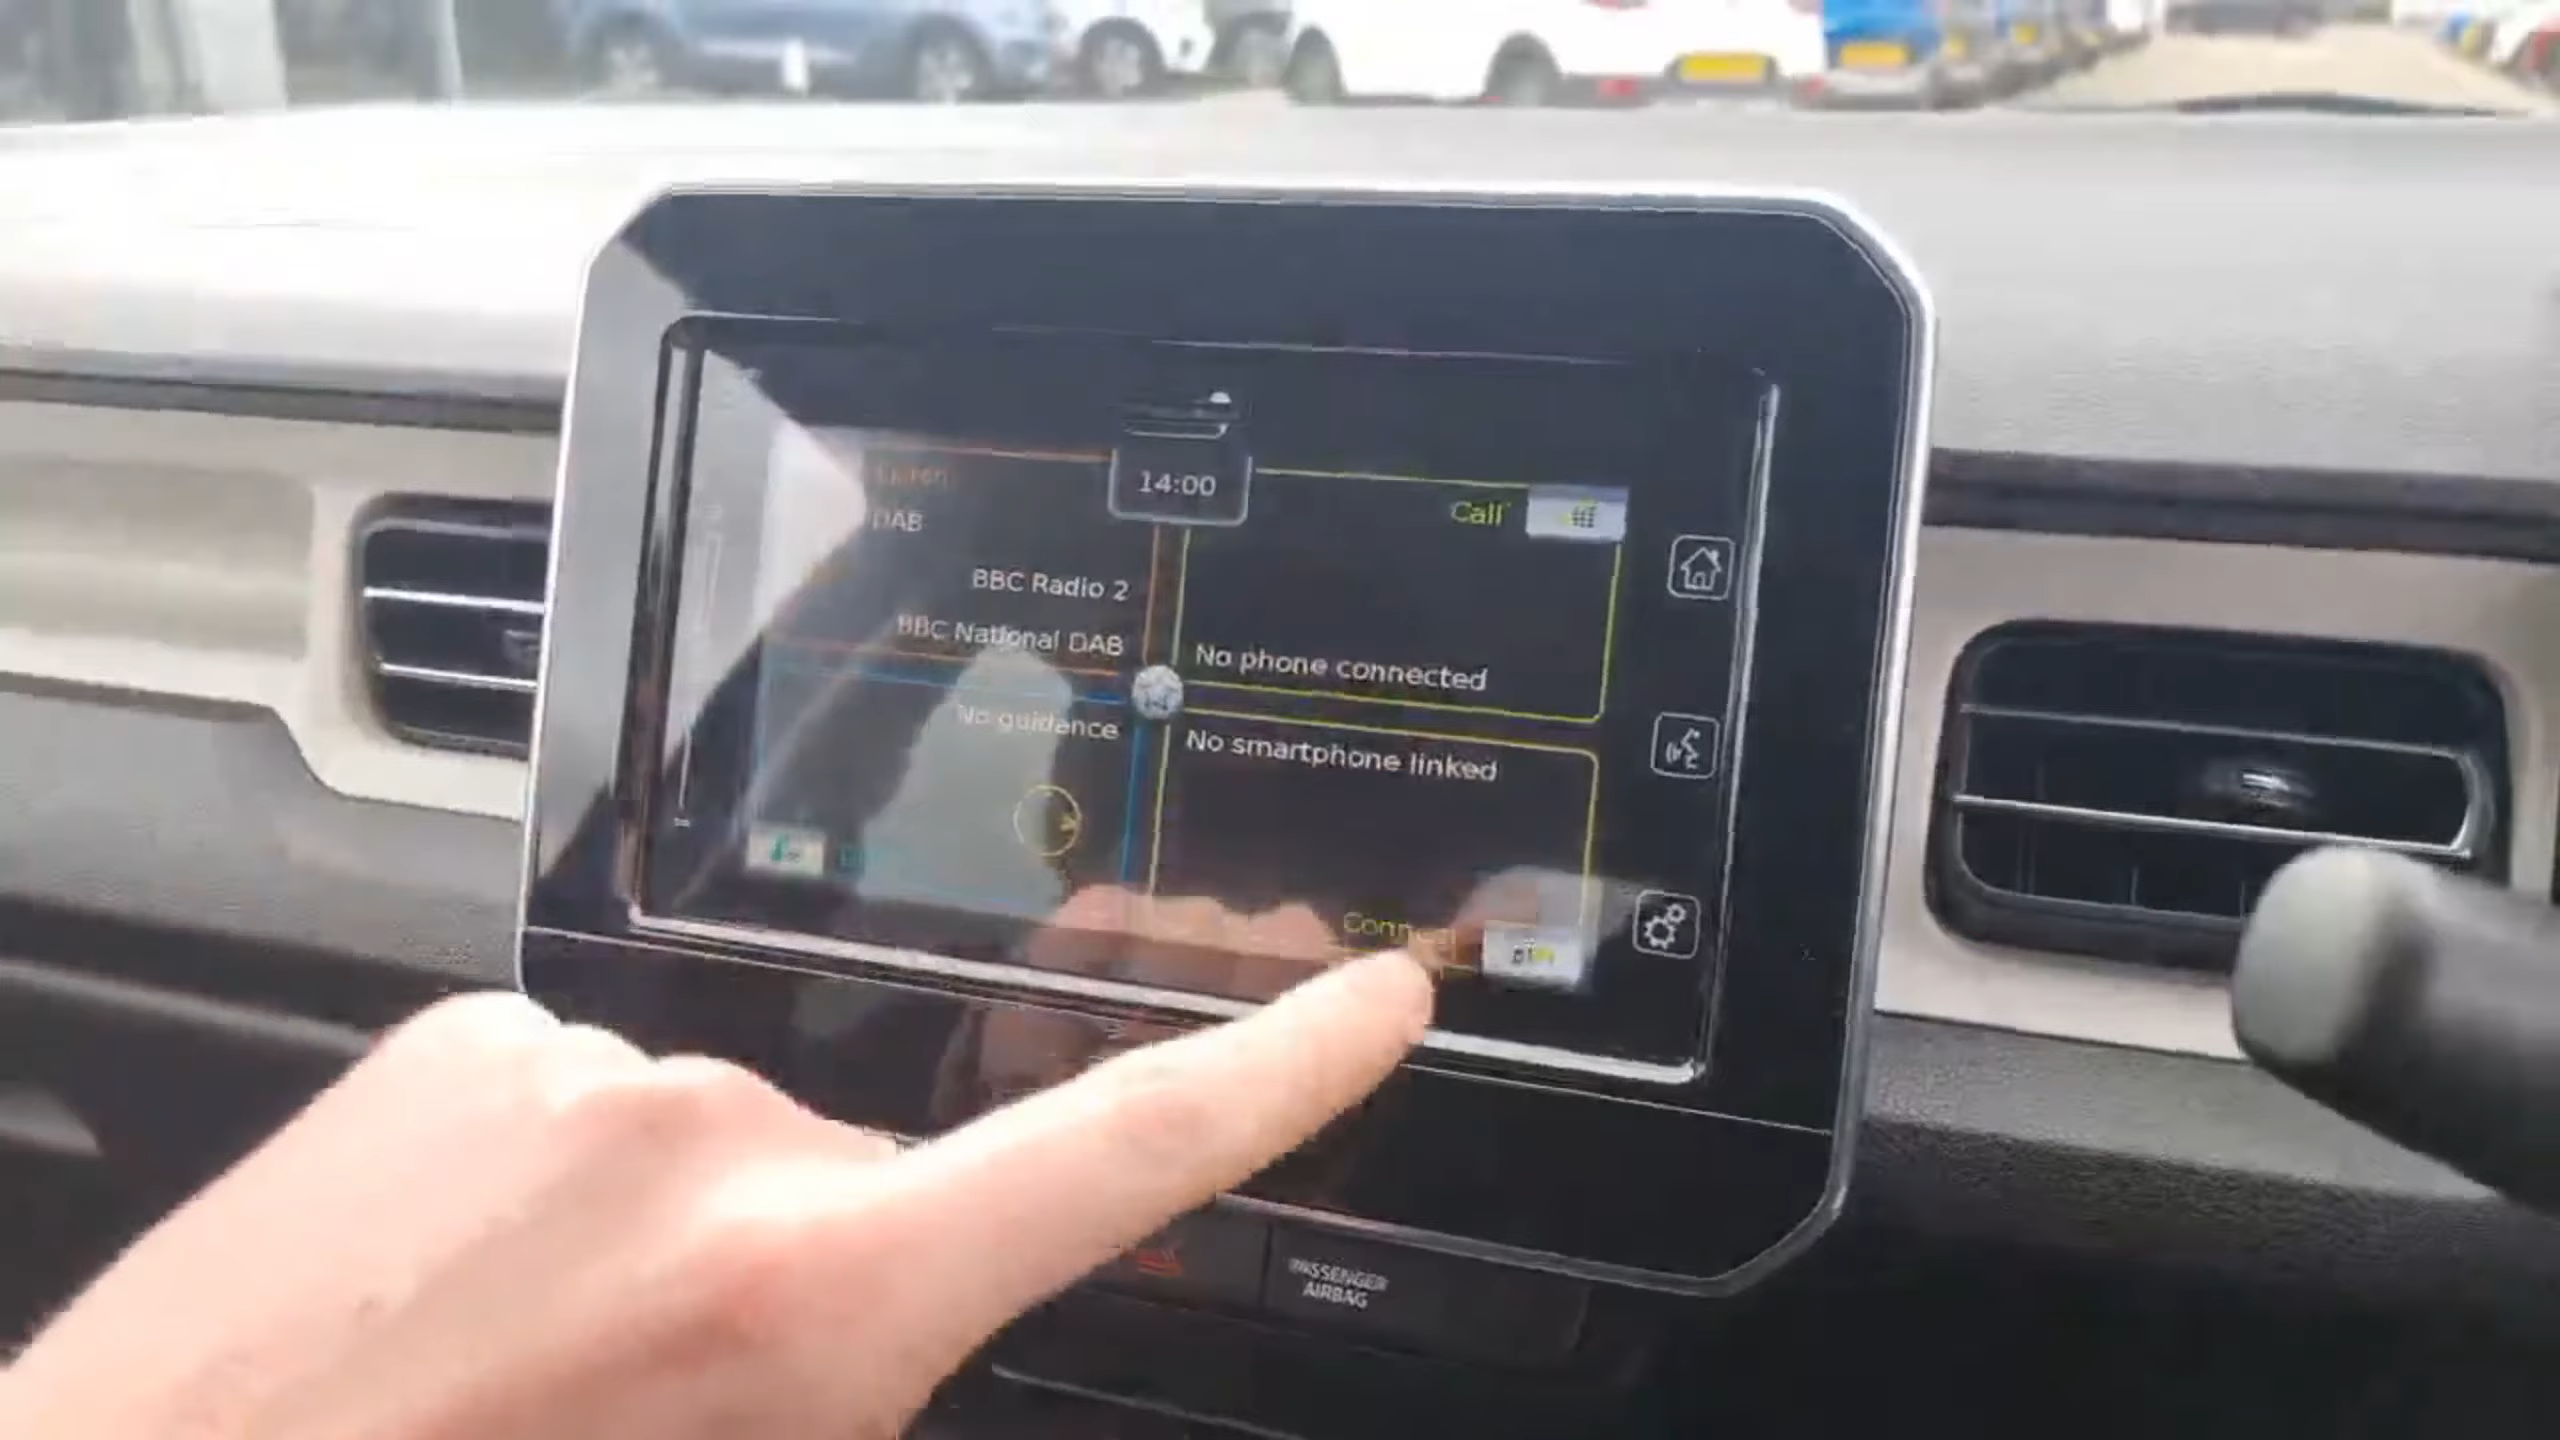 14:00
Listen
DAB
BBC Radio 2
BBC National DAB
Call
No phone connected
No guidance
No smartphone linked
Connect
PASSENGER
AIRBAG